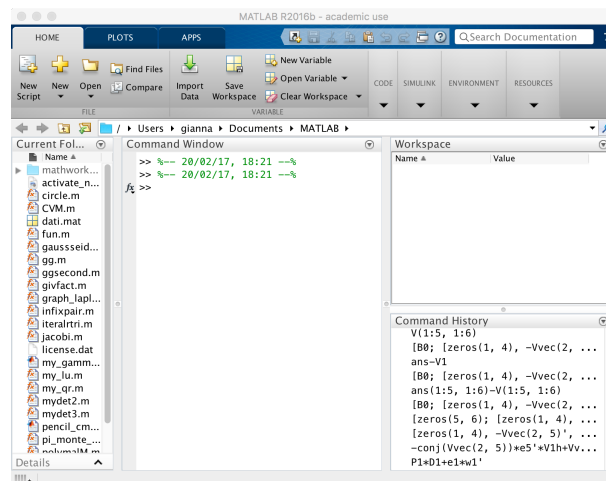 MATLAB R2016b - academic use
HOME PLOTS APPS
Search Documentation
New Script
New
Open
Find Files
Compare
Import Data
Save Workspace
New Variable
Open Variable
Clear Workspace
CODE SIMULINK ENVIRONMENT RESOURCES
FILE VARIABLE
/ Users gianna Documents MATLAB
Current Fol...
Name
mathwork...
activate_n...
circle.m
CVM.m
dati.mat
fun.m
gaussseid...
gg.m
ggsecond.m
givfact.m
graph_lapl...
infixpair.m
iteralrtri.m
jacobi.m
license.dat
my_gamm...
my_lu.m
my_qr.m
mydet2.m
mydet3.m
pencil_cm...
pi_monte_...
polymalM.m
Details
Command Window
>> %-- 20/02/17, 18:21 --%
>> %-- 20/02/17, 18:21 --%
fx >>
Workspace
Name Value
Command History
V(1:5, 1:6)
[B0; [zeros(1, 4), -Vvec(2, ...
ans-V1
[B0; [zeros(1, 4), -Vvec(2, ...
ans(1:5, 1:6)-V(1:5, 1:6)
[B0; [zeros(1, 4), -Vvec(2, ...
[zeros(5, 6); [zeros(1, 4), ...
[zeros(1, 4), -Vvec(2, 5)', ...
-conj(Vvec(2, 5))*e5'*V1h+Vv...
P1*D1+e1*w1'